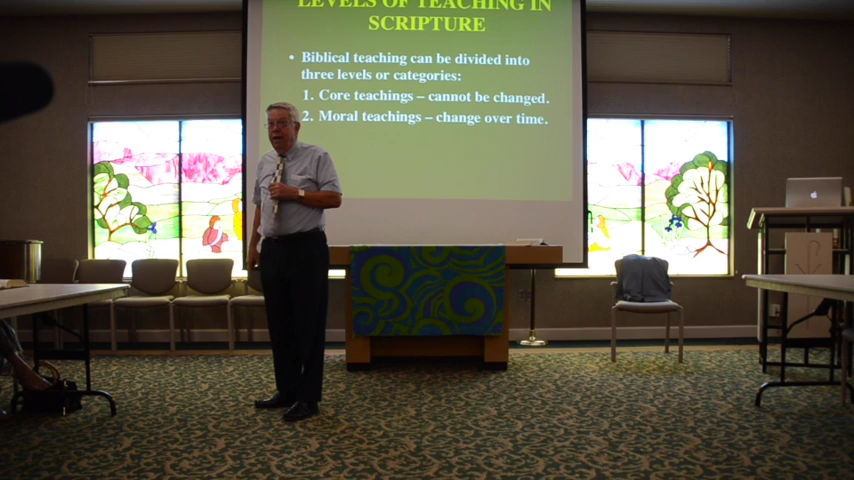 LEVELS OF TEACHING IN
SCRIPTURE
• Biblical teaching can be divided into
three levels or categories:
1. Core teachings – cannot be changed.
2. Moral teachings – change over time.